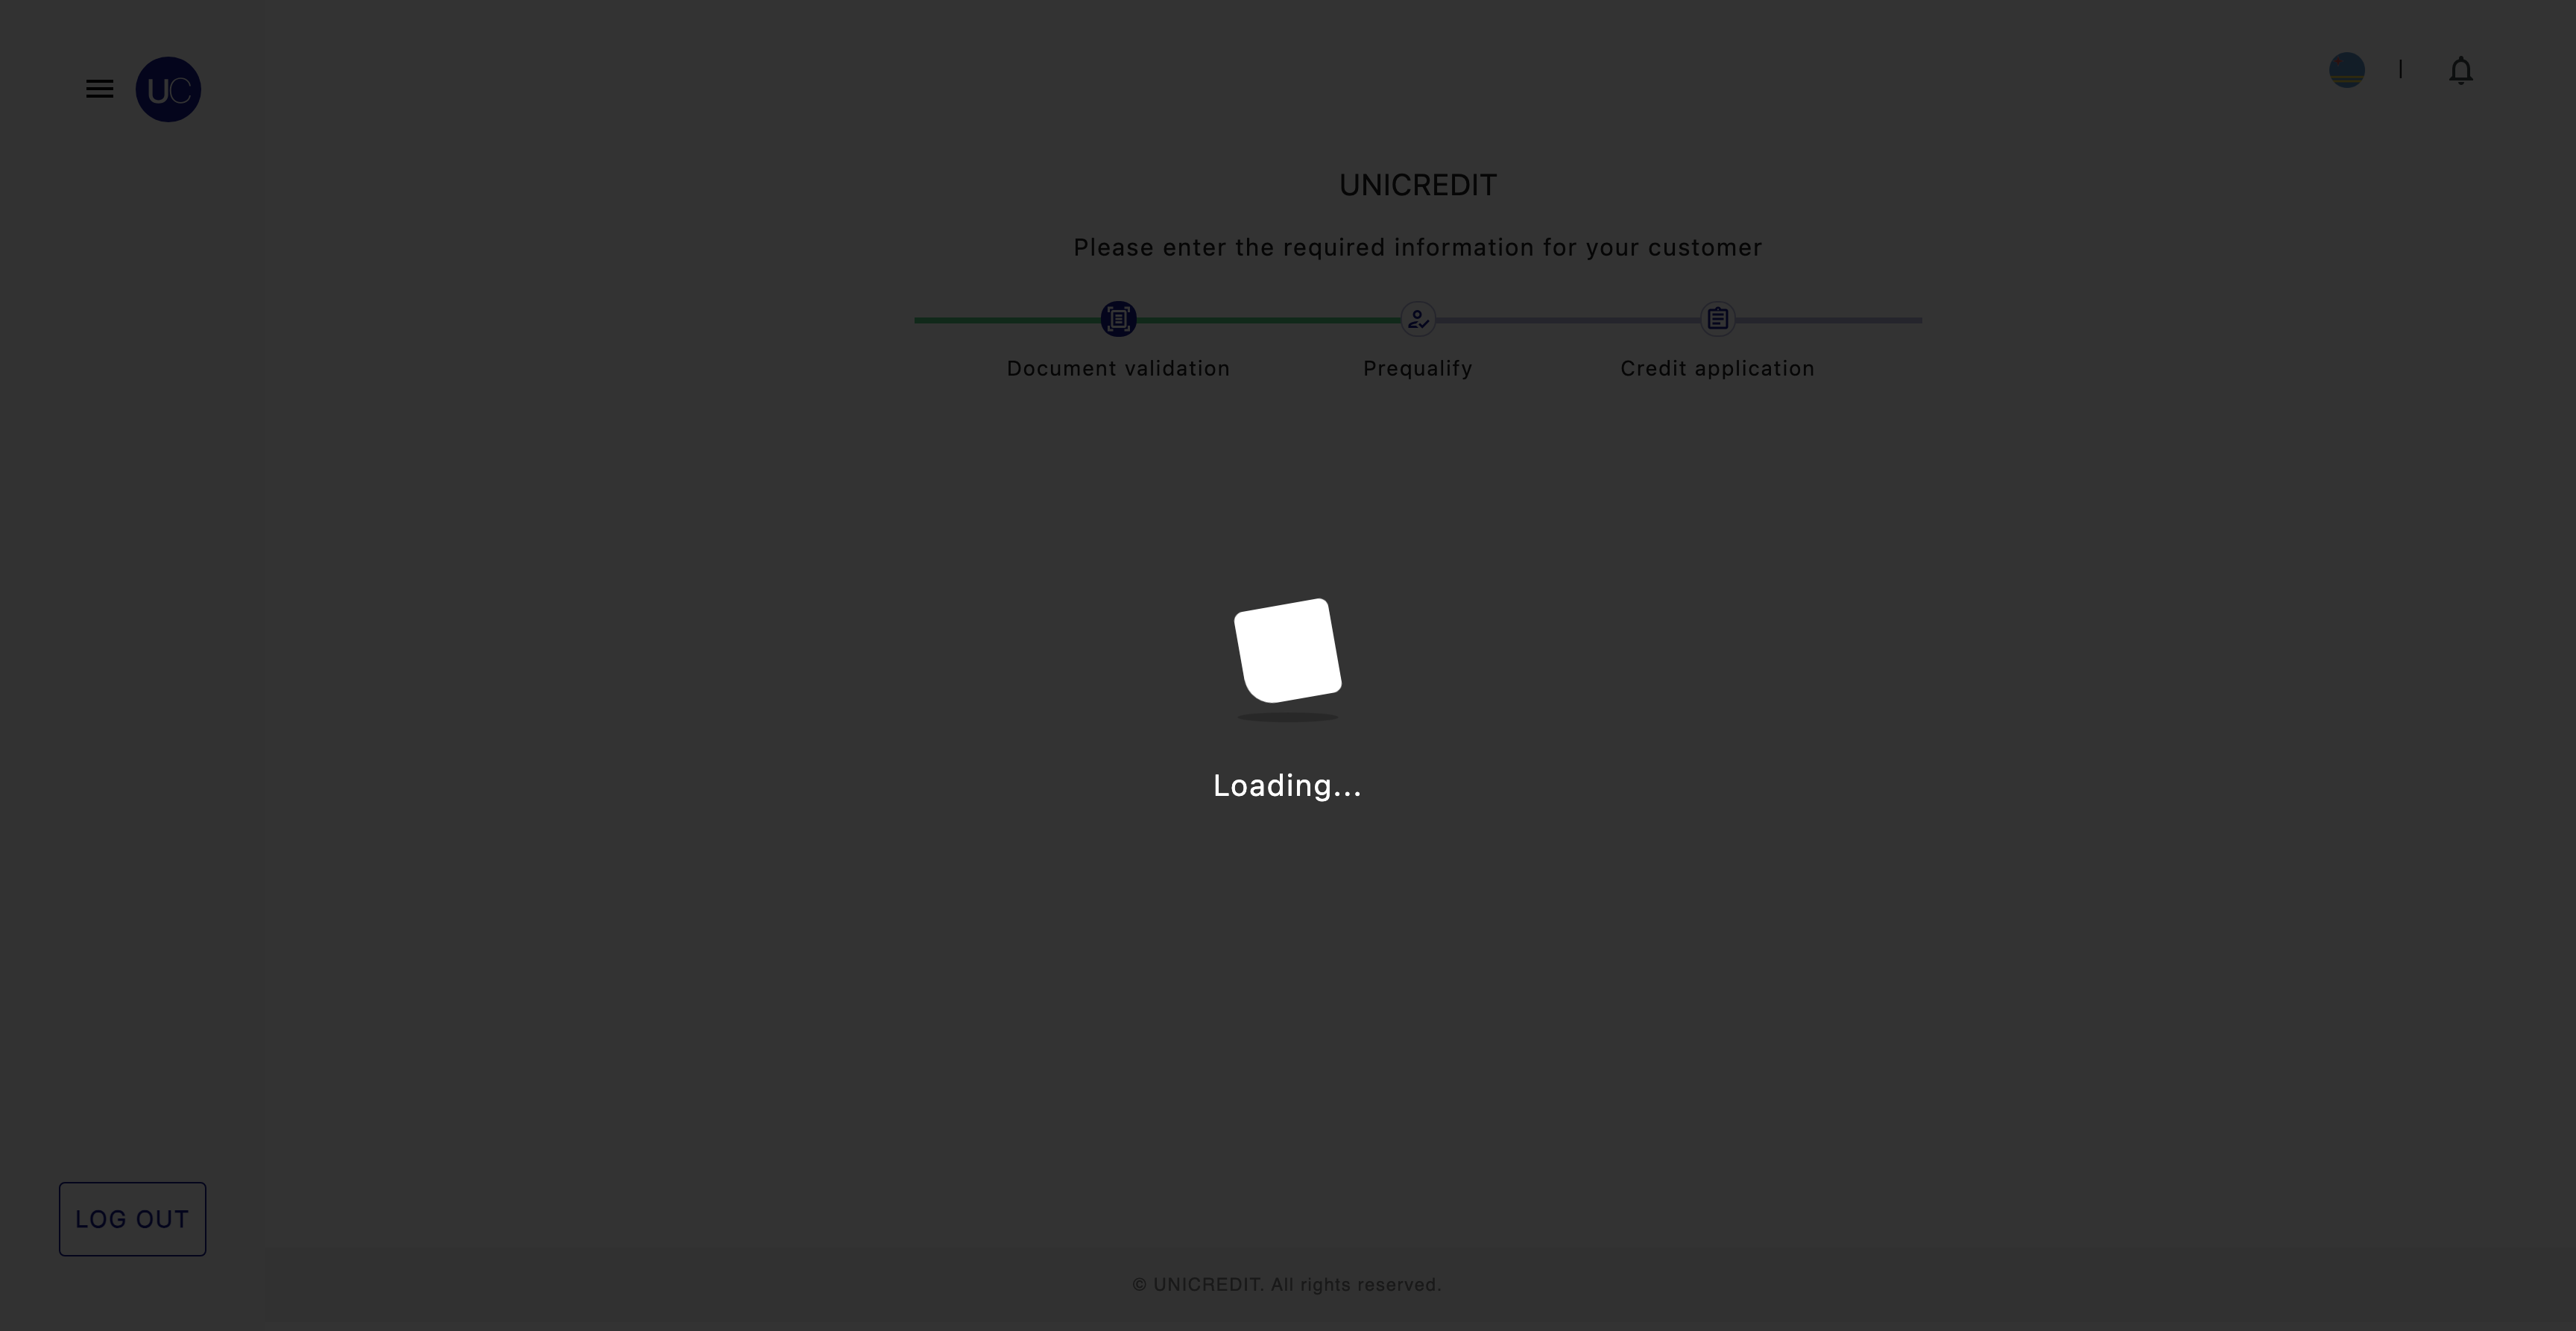 UC
UNICREDIT
Please enter the required information for your customer
Document validation
Prequalify
Credit application
Loading...
LOG OUT
© UNICREDIT. All rights reserved.